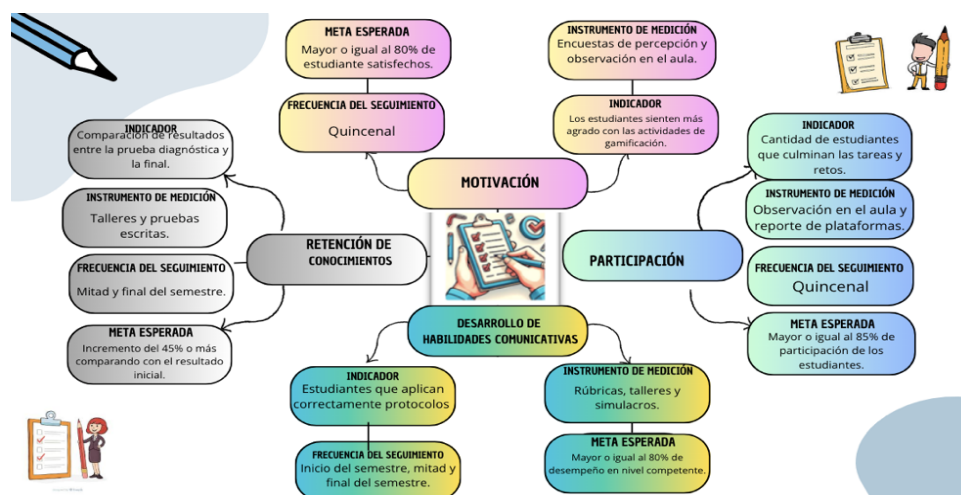 META ESPERADA
Mayor o igual al 80% de
estudiante satisfechos.
FRECUENCIA DEL SEGUIMIENTO
Quincenal
INSTRUMENTO DE MEDICIÓN
Encuestas de percepción y
observación en el aula.
INDICADOR
Los estudiantes sienten más
agrado con las actividades de
gamificación.
MOTIVACIÓN
INDICADOR
Comparación de resultados
entre la prueba diagnóstica y
la final.
INSTRUMENTO DE MEDICIÓN
Talleres y pruebas
escritas.
FRECUENCIA DEL SEGUIMIENTO
Mitad y final del semestre.
META ESPERADA
Incremento del 45% o más
comparando con el resultado
inicial.
RETENCIÓN DE
CONOCIMIENTOS
PARTICIPACIÓN
INDICADOR
Cantidad de estudiantes
que culminan las tareas y
retos.
INSTRUMENTO DE MEDICIÓN
Observación en el aula y
reporte de plataformas.
FRECUENCIA DEL SEGUIMIENTO
Quincenal
META ESPERADA
Mayor o igual al 85% de
participación de los
estudiantes.
DESARROLLO DE
HABILIDADES COMUNICATIVAS
INDICADOR
Estudiantes que aplican
correctamente protocolos
FRECUENCIA DEL SEGUIMIENTO
Inicio del semestre, mitad y
final del semestre.
INSTRUMENTO DE MEDICIÓN
Rúbricas, talleres y
simulacros.
META ESPERADA
Mayor o igual al 80% de
desempeño en nivel competente.